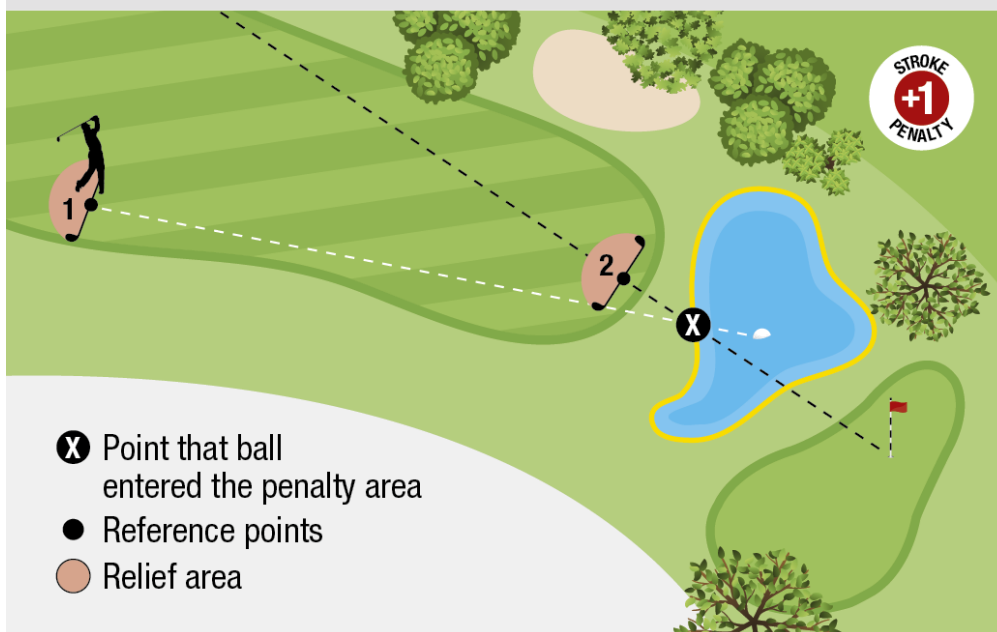 STROKE
+1
PENALTY
1
2
X
X Point that ball
entered the penalty area
Reference points
Relief area